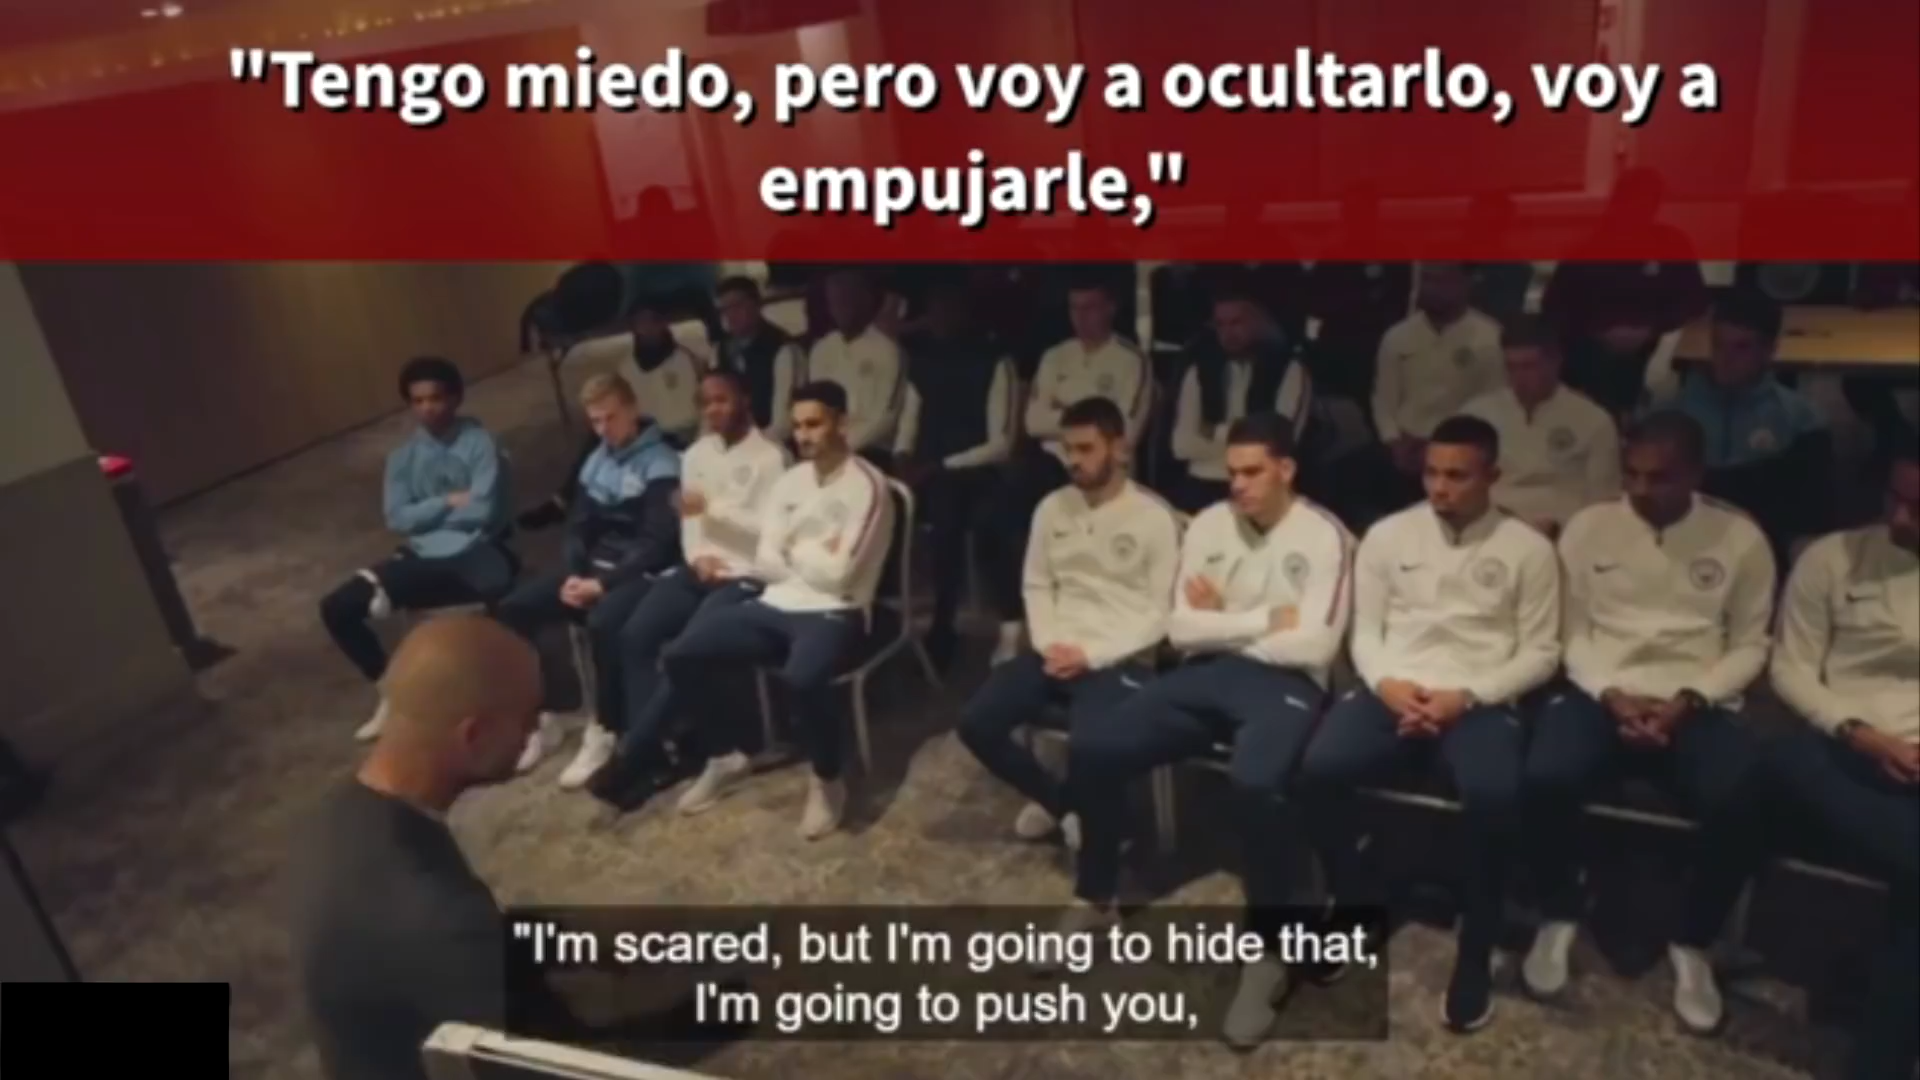 "Tengo miedo, pero voy a ocultarlo, voy a
empujarle,"
"I'm scared, but I'm going to hide that,
I'm going to push you,